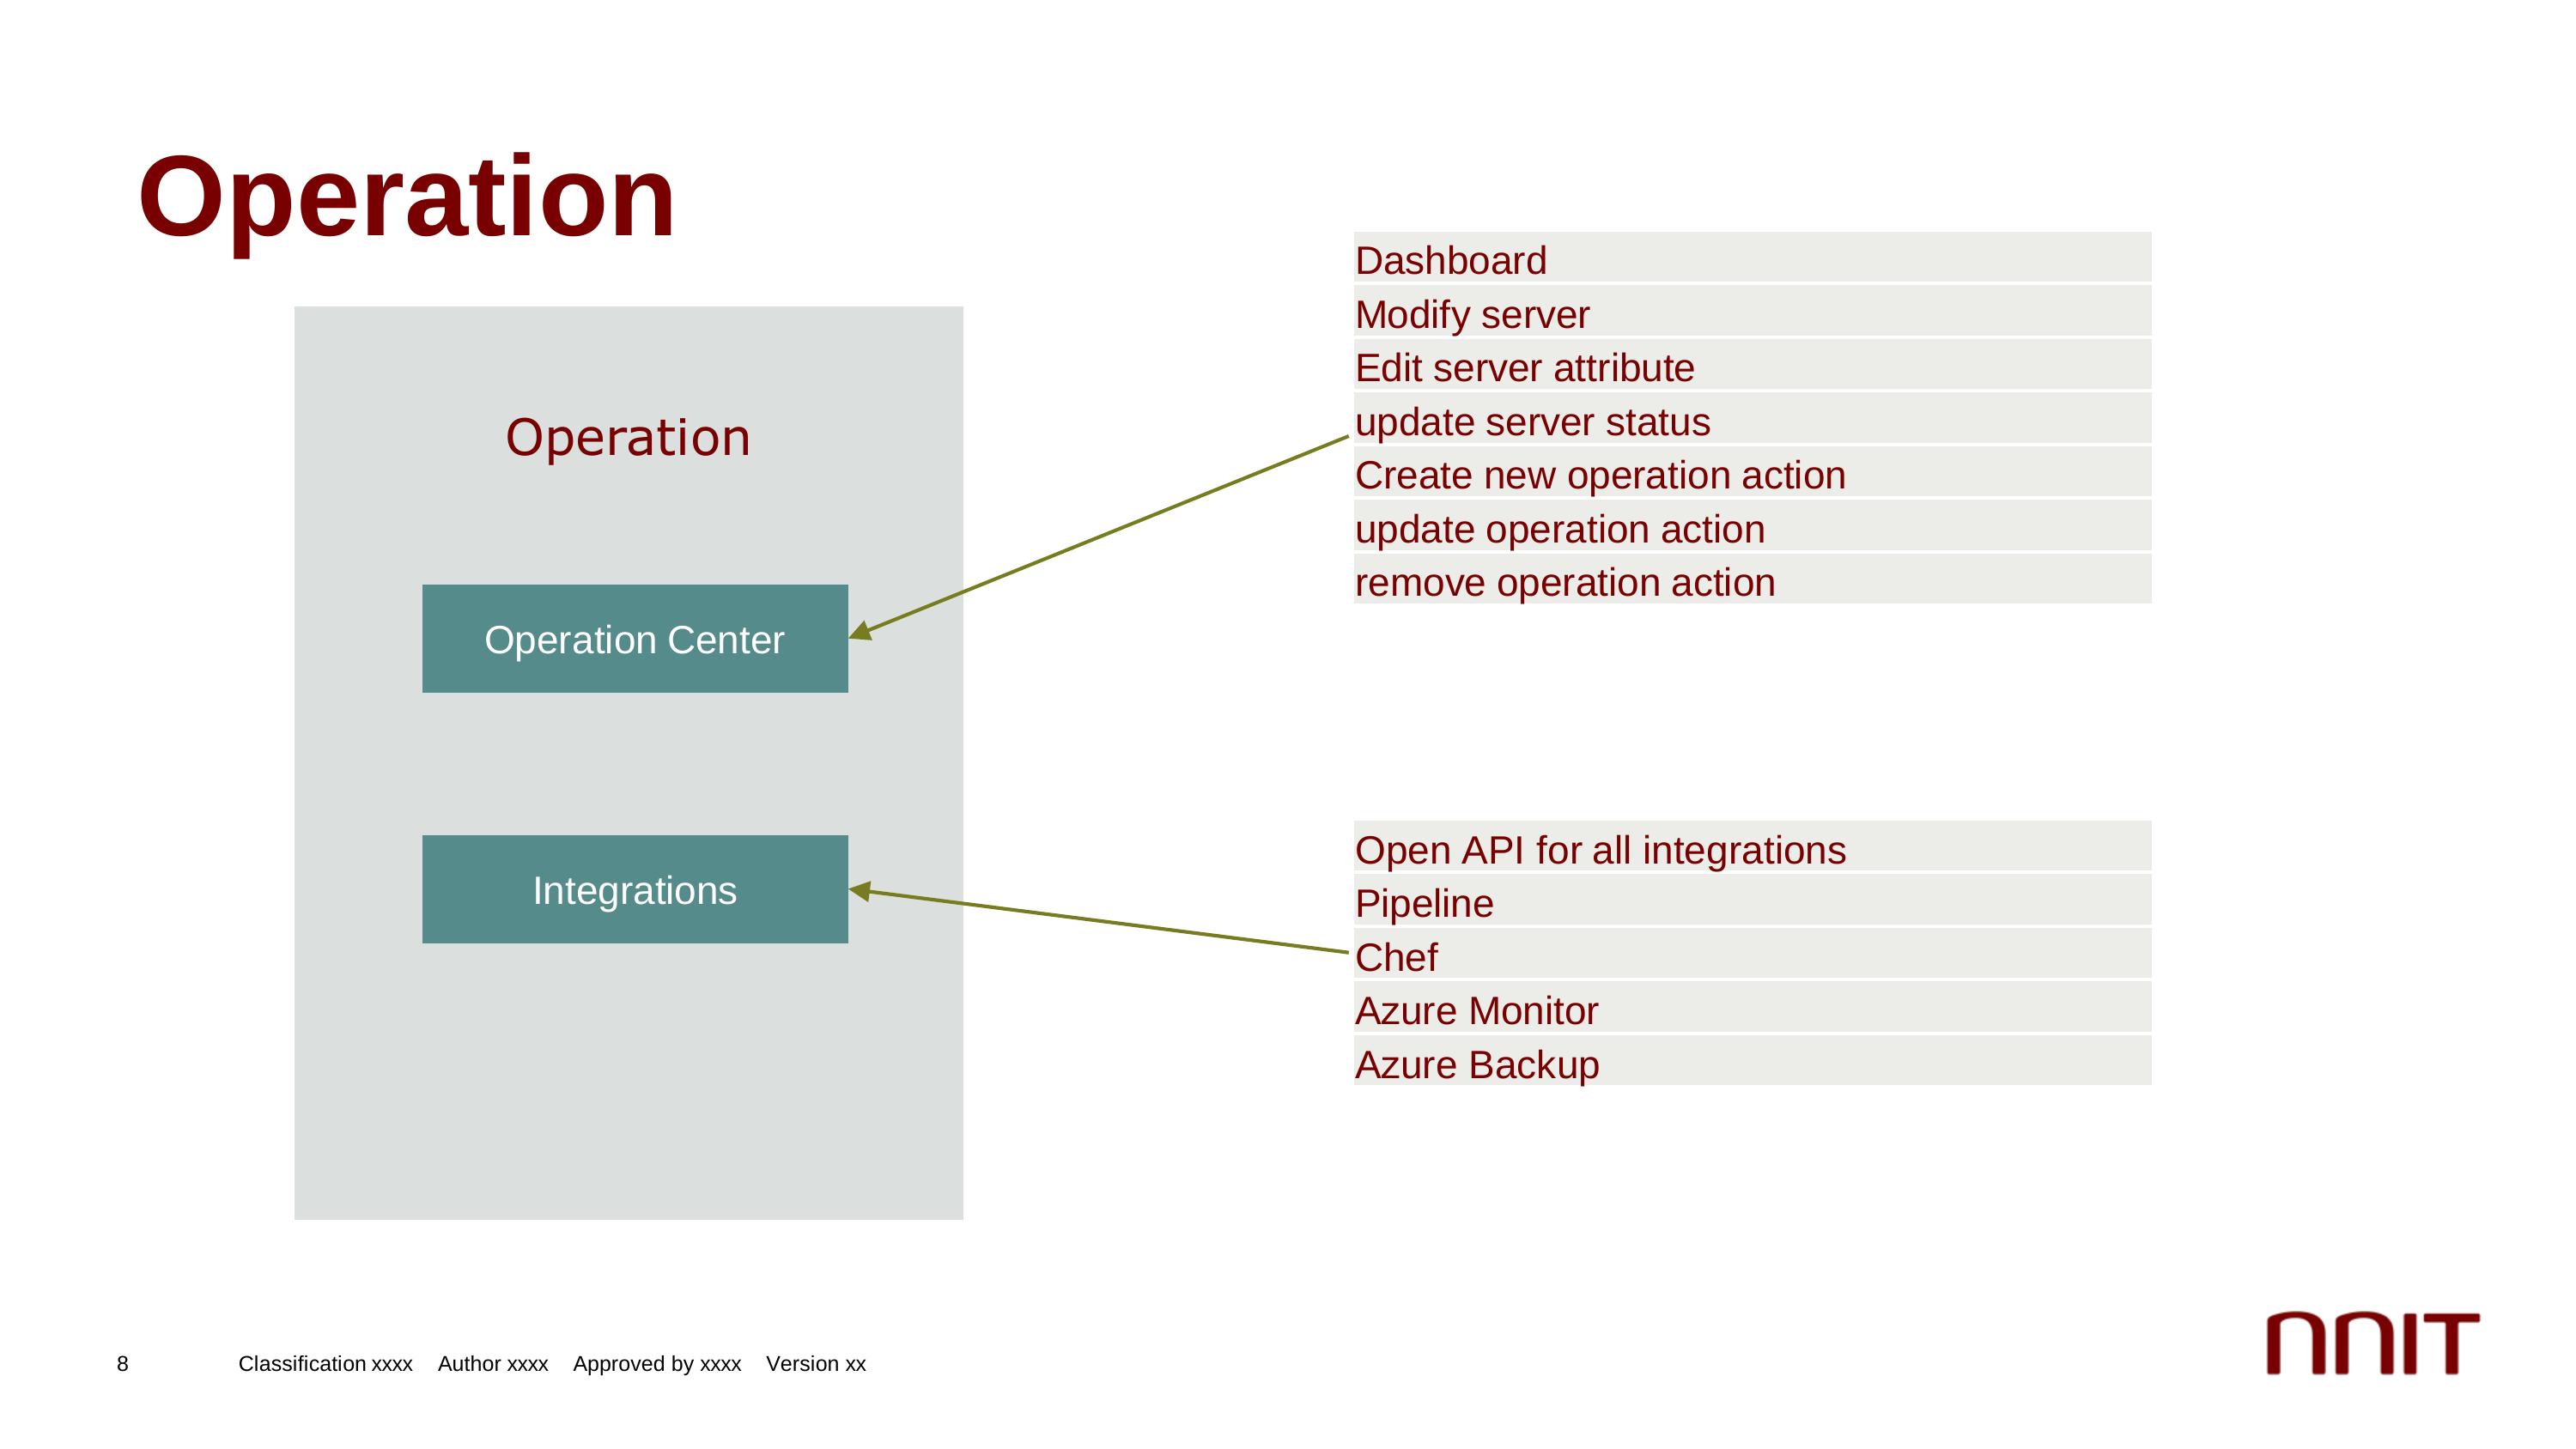 Operation
Operation
Operation Center
Integrations
Dashboard
Modify server
Edit server attribute
update server status
Create new operation action
update operation action
remove operation action
Open API for all integrations
Pipeline
Chef
Azure Monitor
Azure Backup
8 Classification xxxx Author xxxx Approved by xxxx Version xx
nnIT